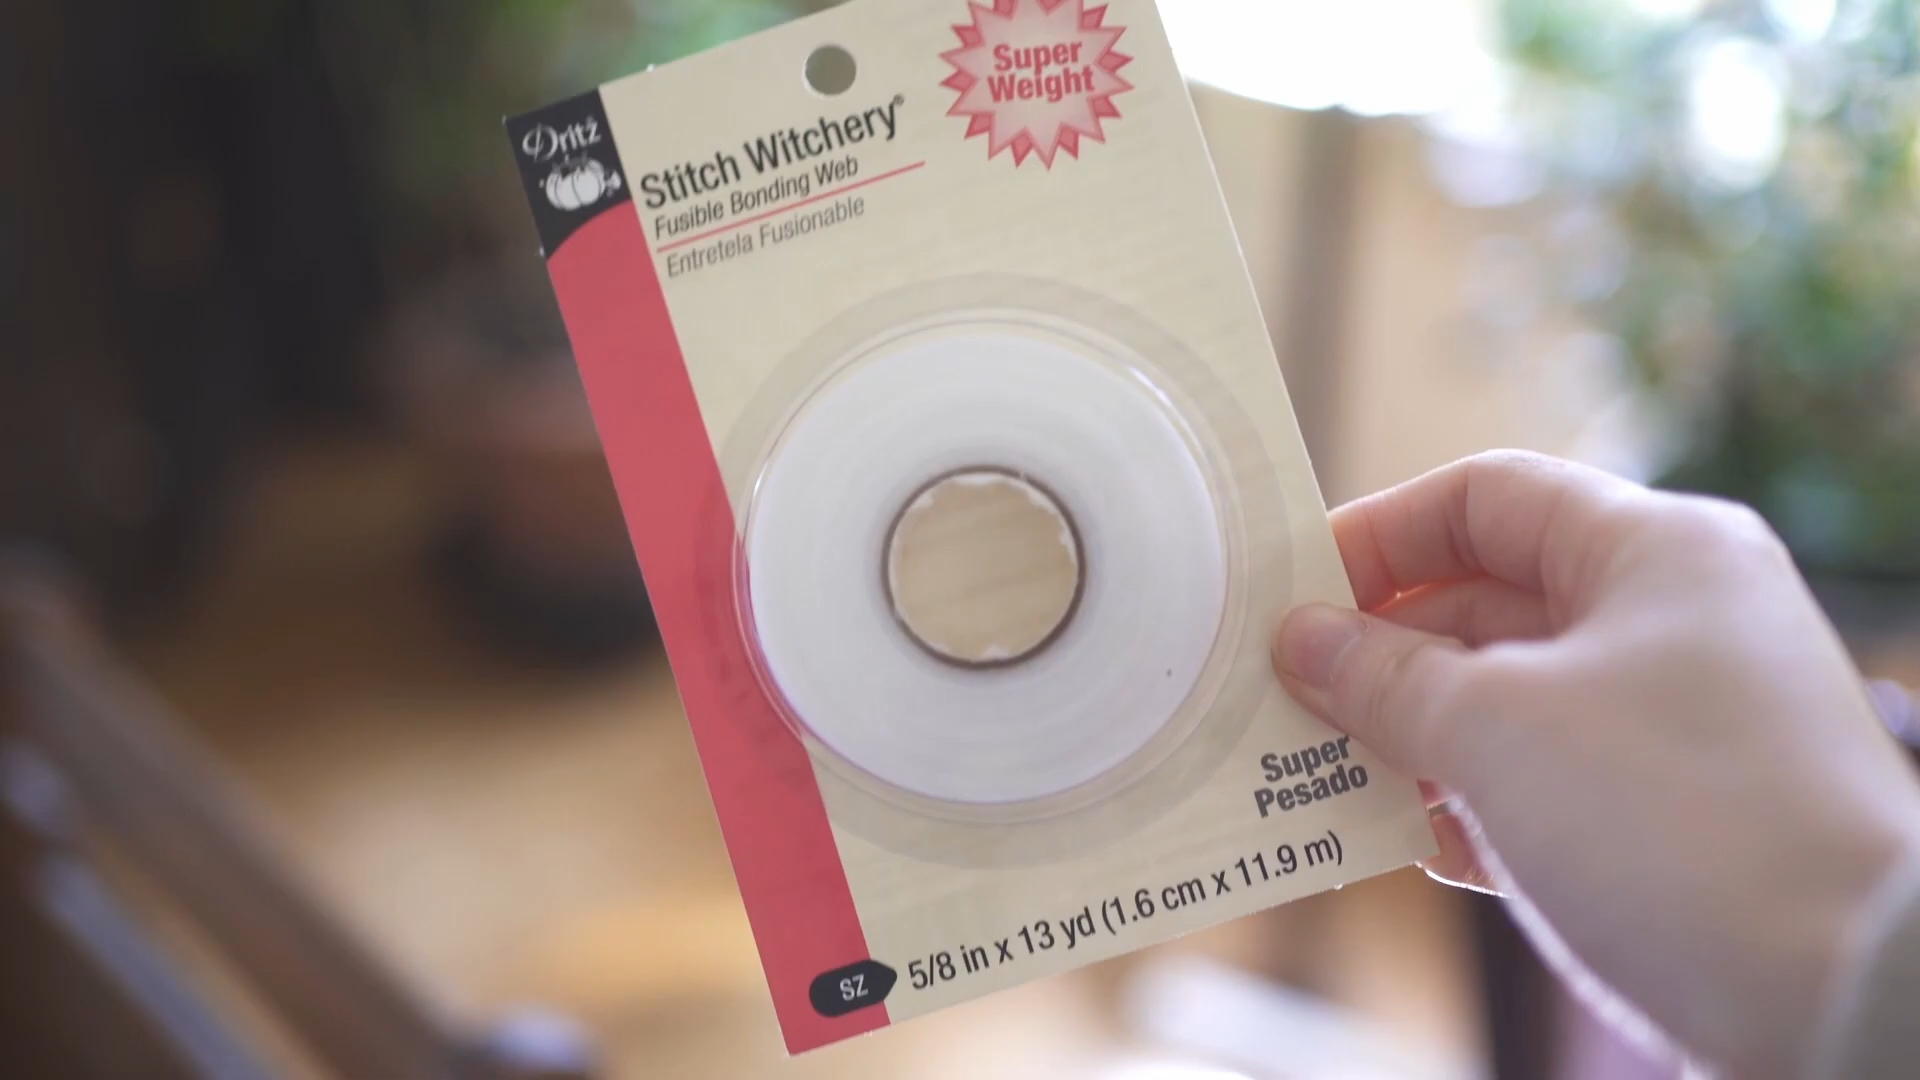 Dritz
Stitch Witchery®
Fusible Bonding Web
Entretela Fusionable
Super
Weight
Super
Pesado
SZ
5/8 in x 13 yd (1.6 cm x 11.9 m)